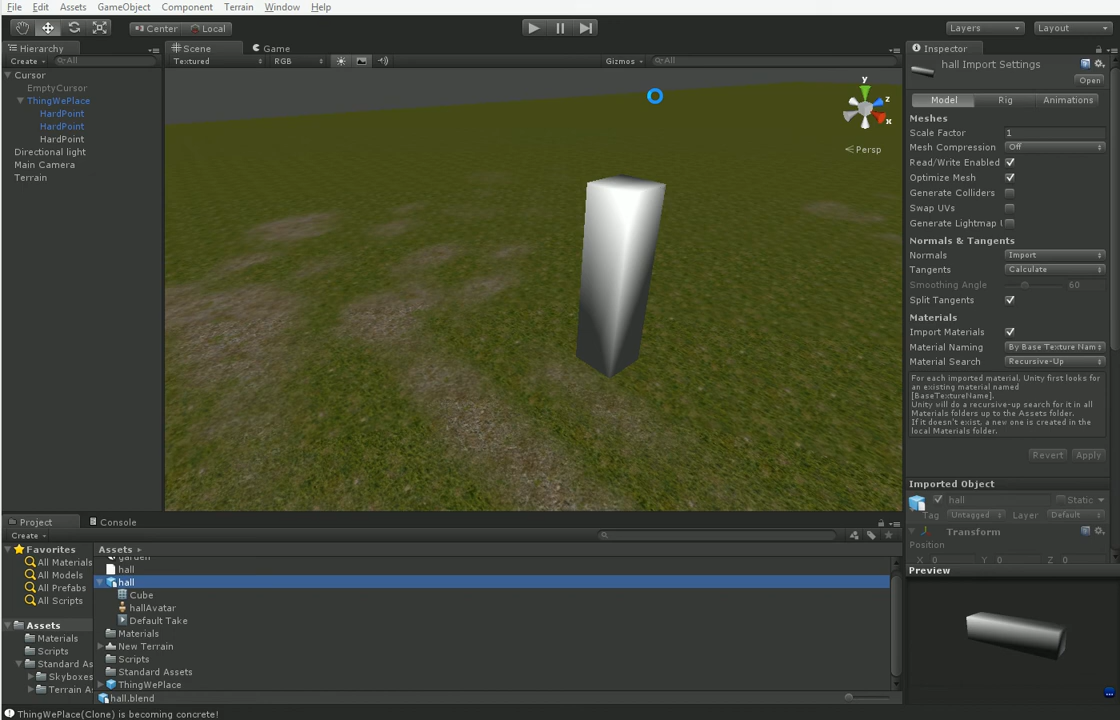 File Edit Assets GameObject Component Terrain Window Help
Center Local
Layers Layout
Hierarchy
Create All
Cursor
EmptyCursor
ThingWePlace
HardPoint
HardPoint
HardPoint
Directional light
Main Camera
Terrain
Scene Game
Textured RGB Gizmos All
y
z
x
Persp
Inspector
hall Import Settings
Open
Model Rig Animations
Meshes
Scale Factor 1
Mesh Compression Off
Read/Write Enabled
Optimize Mesh
Generate Colliders
Swap UVs
Generate Lightmap U
Normals & Tangents
Normals Import
Tangents Calculate
Smoothing Angle 60
Split Tangents
Materials
Import Materials
Material Naming By Base Texture Nam
Material Search Recursive-Up
For each imported material, Unity first looks for
an existing material named
[BaseTextureName].
Unity will do a recursive-up search for it in all
Materials folders up to the Assets folder.
If it doesn't exist, a new one is created in the
local Materials folder.
Revert Apply
Imported Object
hall Static
Tag Untagged Layer Default
Transform
Position
X 0 Y 0 Z 0
Preview
Project Console
Create
Favorites
All Materials
All Models
All Prefabs
All Scripts
Assets
Materials
Scripts
Standard As
Skyboxes
Terrain A
Assets
garden
hall
hall
Cube
hallAvatar
Default Take
Materials
New Terrain
Scripts
Standard Assets
ThingWePlace
hall.blend
ThingWePlace(Clone) is becoming concrete!